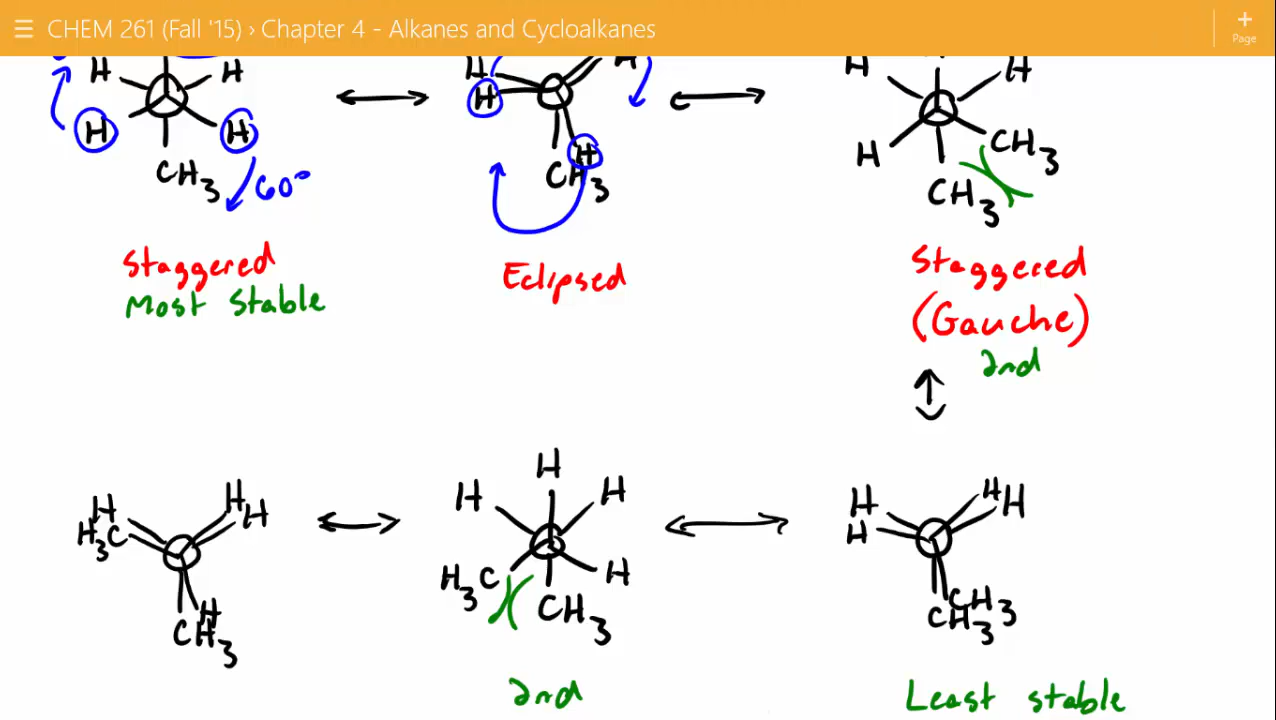 CHEM 261 (Fall '15) › Chapter 4 - Alkanes and Cycloalkanes
+
Page
H H H H
H H
CH3
60°
H
H
H
CH3
H H
H
CH3
CH3
Staggered
Most Stable
Eclipsed
Staggered
(Gauche)
2nd
H
H3C
H
H
CH3
H
H
H
H
H3C
H
CH3
2nd
H
H
H
H
CH3
CH3
Least stable